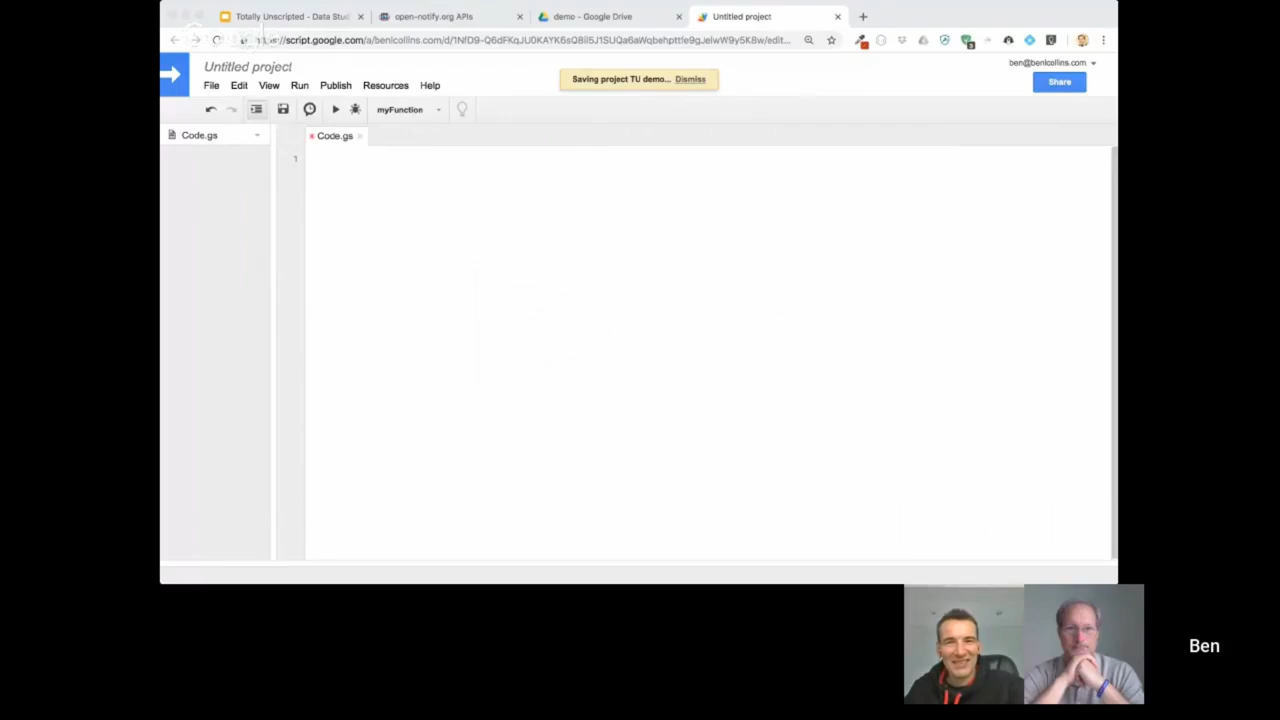 Totally Unscripted - Data Stud
open-notify.org APIs
demo - Google Drive
Untitled project
Untitled project
ben@benlcollins.com
Saving project TU demo... Dismiss
File Edit View Run Publish Resources Help
Share
myFunction
Code.gs
Code.gs
1
Ben